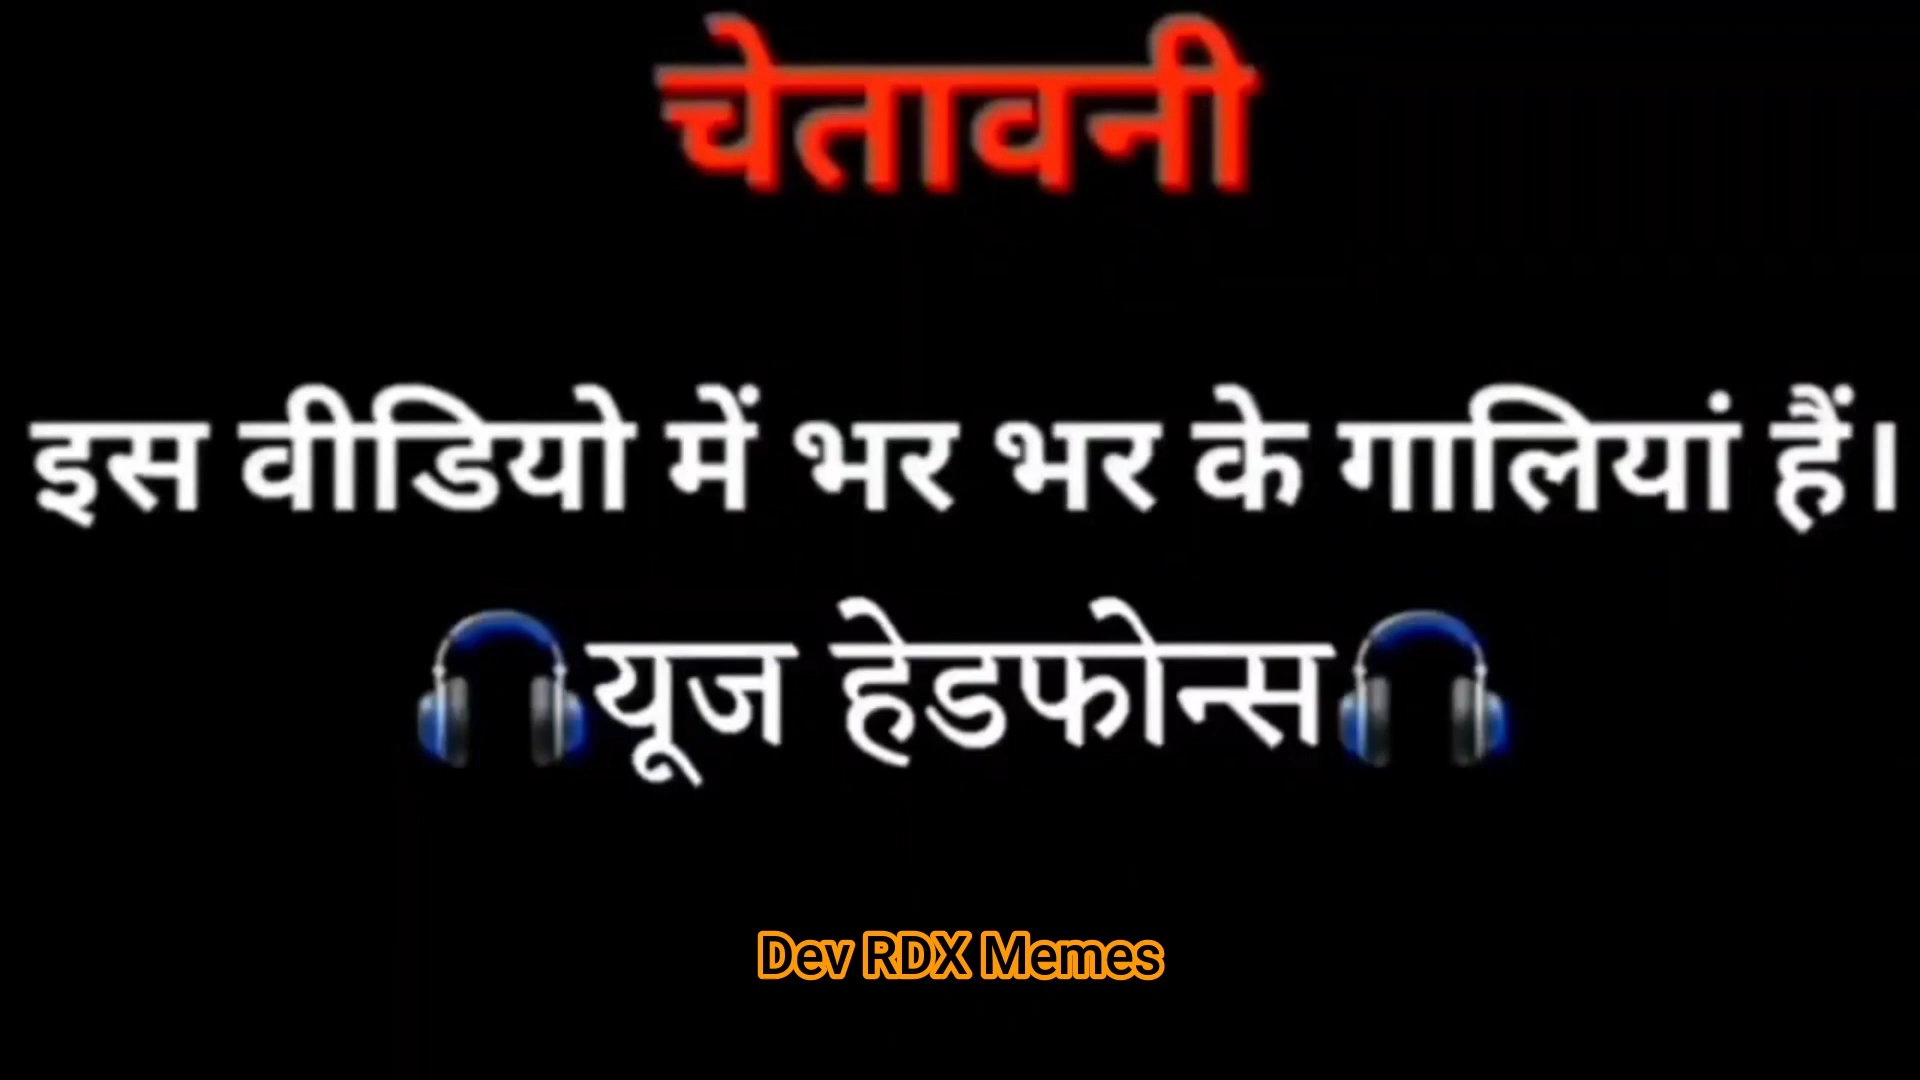 चेतावनी
इस वीडियो में भर भर के गालियां हैं।
🎧यूज हेडफोन्स🎧
Dev RDX Memes